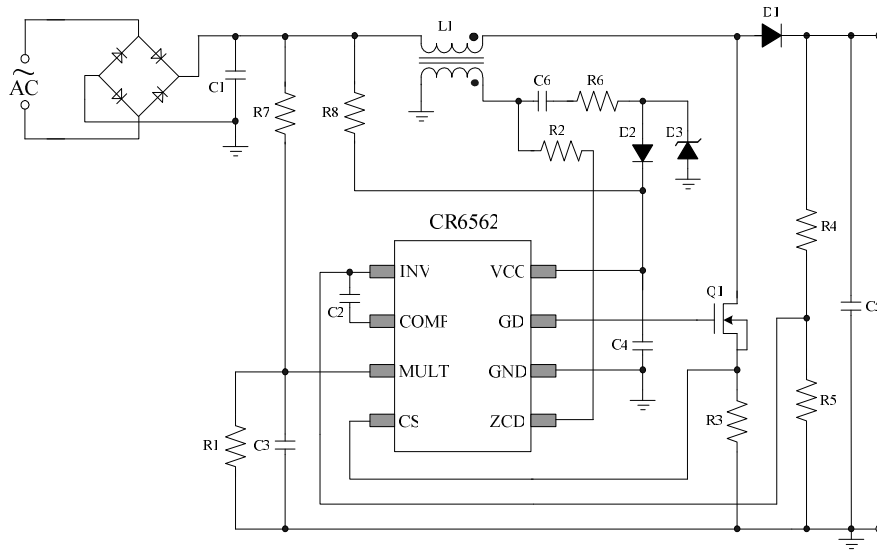 L1
D1
~
AC
C1
R7
R8
C6
R6
R2
D2
D3
CR6562
R4
INV
VCC
Q1
C2
COMP
GD
C4
MULT
GND
R5
R1
C3
CS
ZCD
R3